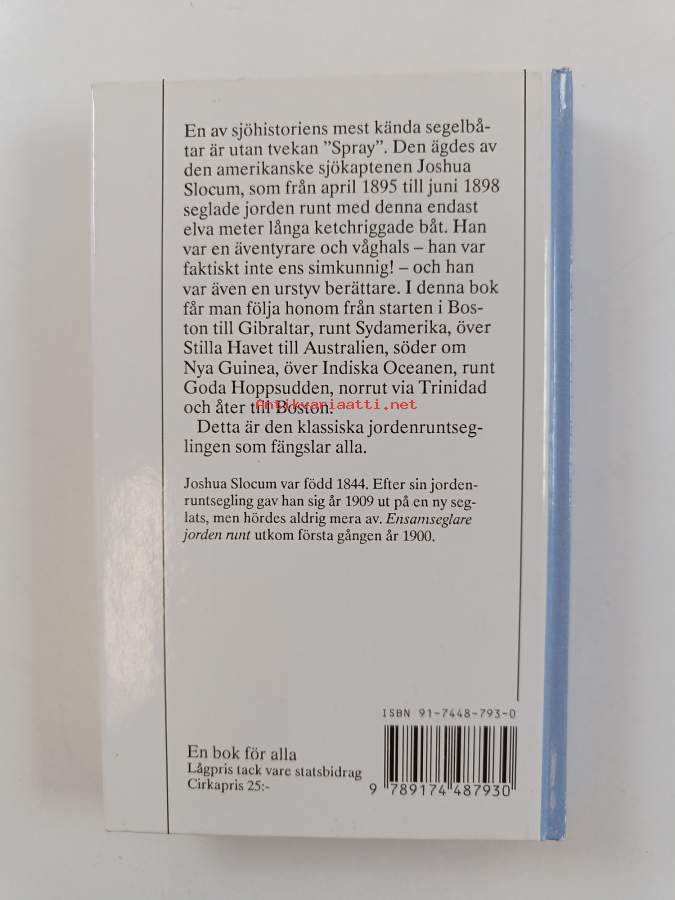 En av sjöhistoriens mest kända segelbå-
tar är utan tvekan ”Spray”. Den ägdes av
den amerikanske sjökaptenen Joshua
Slocum, som från april 1895 till juni 1898
seglade jorden runt med denna endast
elva meter långa ketchriggade båt. Han
var en äventyrare och våghals – han var
faktiskt inte ens simkunnig! – och han
var även en urstyv berättare. I denna bok
får man följa honom från starten i Bos-
ton till Gibraltar, runt Sydamerika, över
Stilla Havet till Australien, söder om
Nya Guinea, över Indiska Oceanen, runt
Goda Hoppsudden, norrut via Trinidad
och åter till Boston.
Antikvariaatti.net
Detta är den klassiska jordenruntseg-
lingen som fängslar alla.
Joshua Slocum var född 1844. Efter sin jorden-
runtsegling gav han sig år 1909 ut på en ny seg-
lats, men hördes aldrig mera av. Ensamseglare
jorden runt utkom första gången år 1900.
ISBN 91-7448-793-0
En bok för alla
Lågpris tack vare statsbidrag
Cirkapris 25:-
9 789174 487930